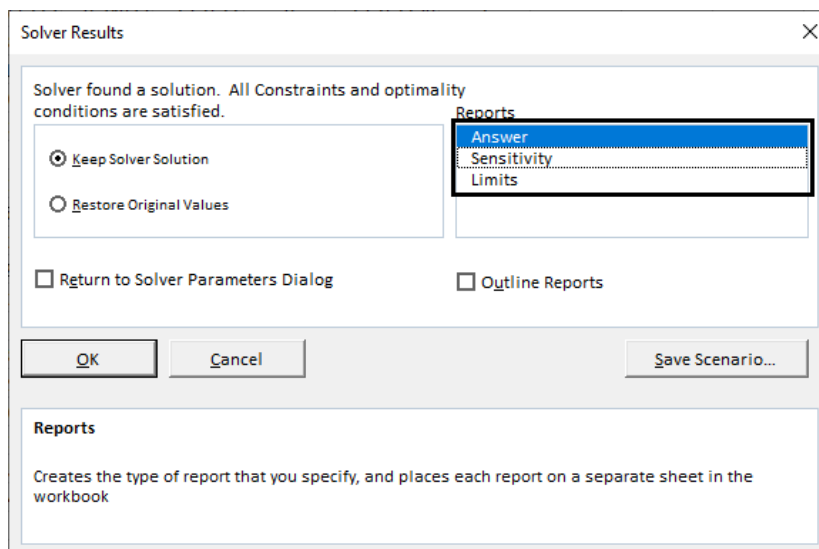 Solver Results
Solver found a solution. All Constraints and optimality
conditions are satisfied.
Reports
Keep Solver Solution
Restore Original Values
Answer
Sensitivity
Limits
Return to Solver Parameters Dialog
Outline Reports
OK
Cancel
Save Scenario...
Reports
Creates the type of report that you specify, and places each report on a separate sheet in the
workbook